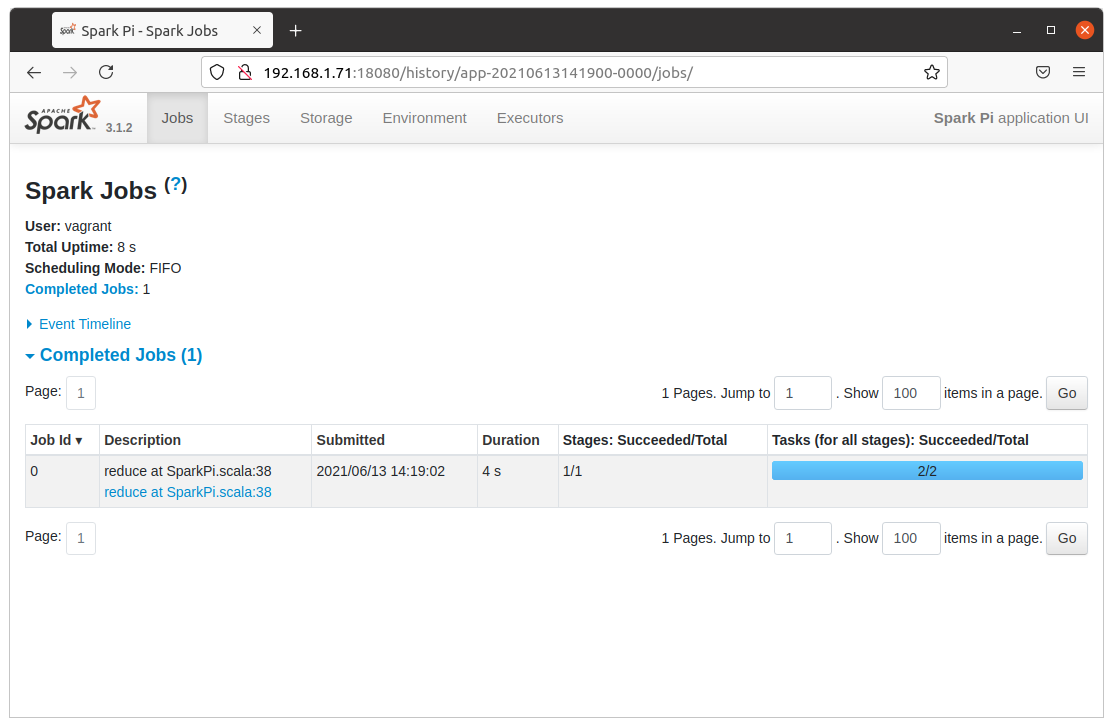 Spark Pi - Spark Jobs
192.168.1.71:18080/history/app-20210613141900-0000/jobs/
APACHE Spark 3.1.2 Jobs Stages Storage Environment Executors Spark Pi application UI
Spark Jobs (?)
User: vagrant
Total Uptime: 8 s
Scheduling Mode: FIFO
Completed Jobs: 1
Event Timeline
Completed Jobs (1)
Page: 1 1 Pages. Jump to 1 . Show 100 items in a page. Go
Job Id ▾ Description Submitted Duration Stages: Succeeded/Total Tasks (for all stages): Succeeded/Total
0 reduce at SparkPi.scala:38 2021/06/13 14:19:02 4 s 1/1 2/2
reduce at SparkPi.scala:38
Page: 1 1 Pages. Jump to 1 . Show 100 items in a page. Go